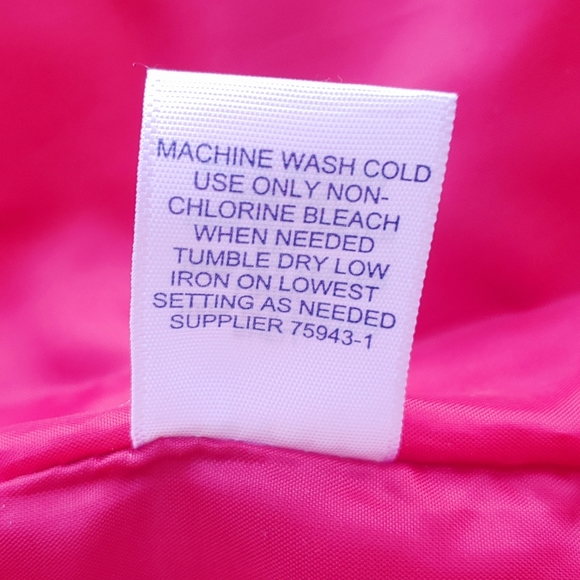 MACHINE WASH COLD
USE ONLY NON-
CHLORINE BLEACH
WHEN NEEDED
TUMBLE DRY LOW
IRON ON LOWEST
SETTING AS NEEDED
SUPPLIER 75943-1